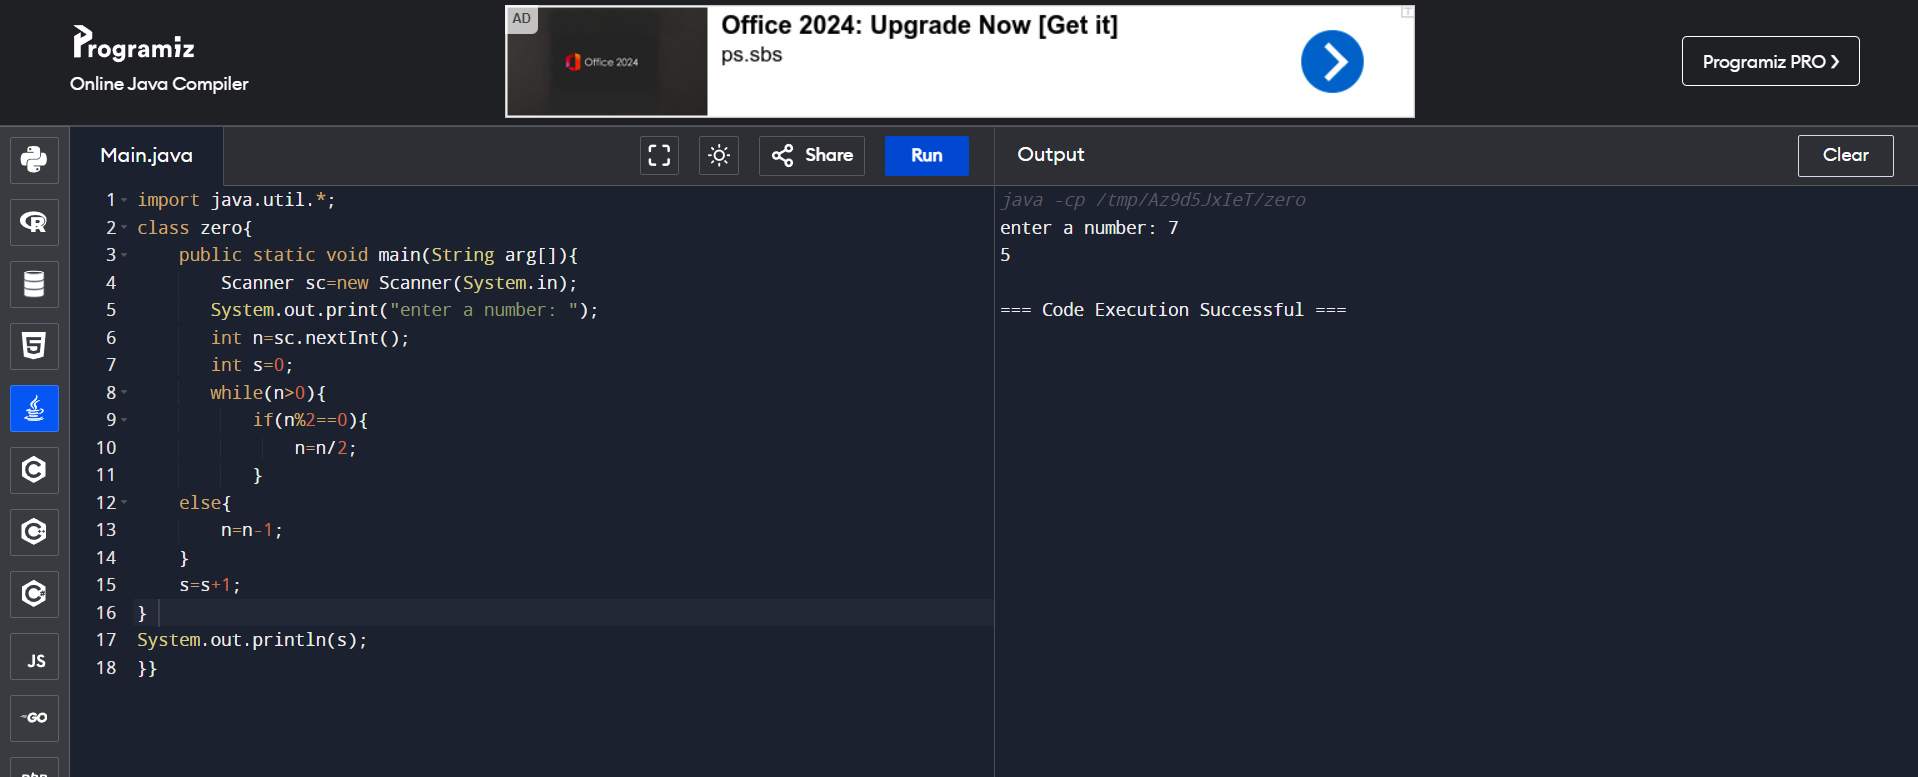 Programiz
Online Java Compiler
AD
Office 2024
Office 2024: Upgrade Now [Get it]
ps.sbs
Programiz PRO
Main.java
Share
Run
Output
Clear
1 import java.util.*;
2 class zero{
3 public static void main(String arg[]){
4 Scanner sc=new Scanner(System.in);
5 System.out.print("enter a number: ");
6 int n=sc.nextInt();
7 int s=0;
8 while(n>0){
9 if(n%2==0){
10 n=n/2;
11 }
12 else{
13 n=n-1;
14 }
15 s=s+1;
16 }
17 System.out.println(s);
18 }}
java -cp /tmp/Az9d5JxIeT/zero
enter a number: 7
5
=== Code Execution Successful ===
R
5
C
C++
C#
JS
GO